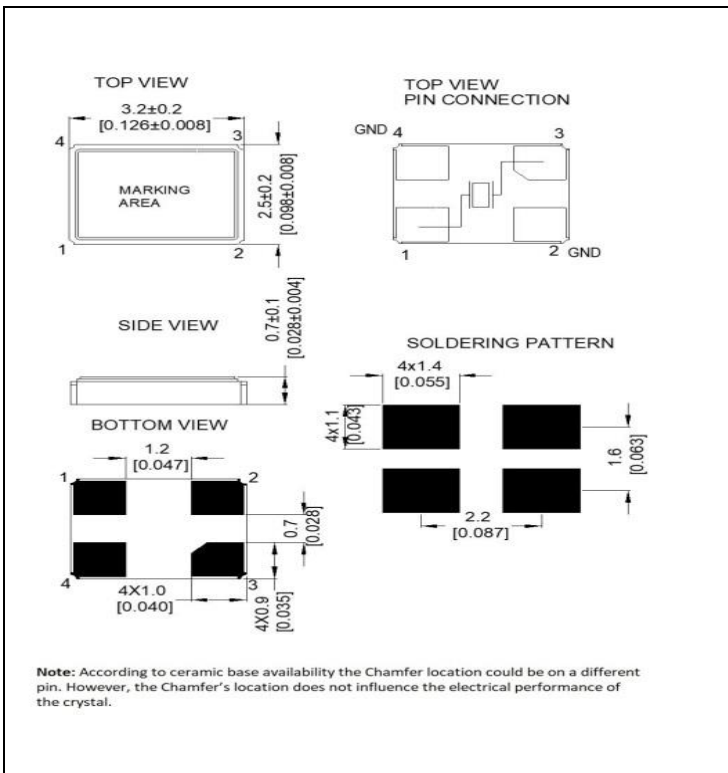 TOP VIEW
3.2±0.2
[0.126±0.008]
4
3
MARKING
AREA
2.5±0.2
[0.098±0.008]
1
2
TOP VIEW
PIN CONNECTION
GND 4
3
1
2 GND
SIDE VIEW
0.7±0.1
[0.028±0.004]
BOTTOM VIEW
1.2
[0.047]
1
2
0.7
[0.028]
4
3
4X1.0
[0.040]
4X0.9
[0.035]
SOLDERING PATTERN
4x1.4
[0.055]
4x1.1
[0.043]
1.6
[0.063]
2.2
[0.087]
Note: According to ceramic base availability the Chamfer location could be on a different
pin. However, the Chamfer's location does not influence the electrical performance of
the crystal.